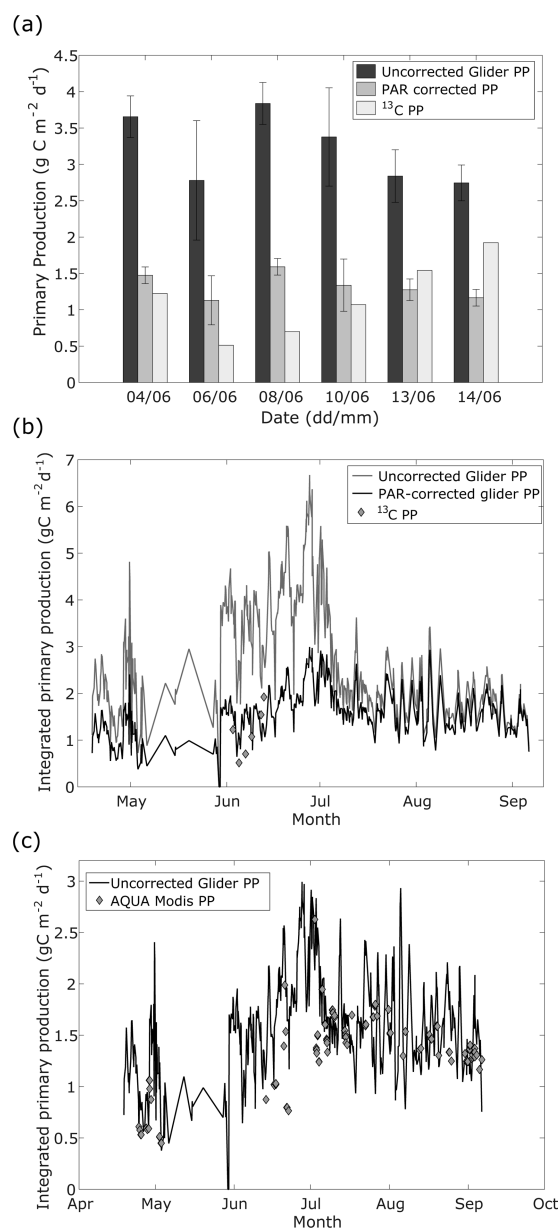 (a)
Primary Production (g C m⁻² d⁻¹)
4.5
4
3.5
3
2.5
2
1.5
1
0.5
0
Uncorrected Glider PP
PAR corrected PP
¹³C PP
04/06 06/06 08/06 10/06 13/06 14/06
Date (dd/mm)
(b)
Integrated primary production (gC m⁻² d⁻¹)
7
6
5
4
3
2
1
0
Uncorrected Glider PP
PAR-corrected glider PP
¹³C PP
May Jun Jul Aug Sep
Month
(c)
Integrated primary production (gC m⁻² d⁻¹)
3
2.5
2
1.5
1
0.5
0
Uncorrected Glider PP
AQUA Modis PP
Apr May Jun Jul Aug Sep Oct
Month